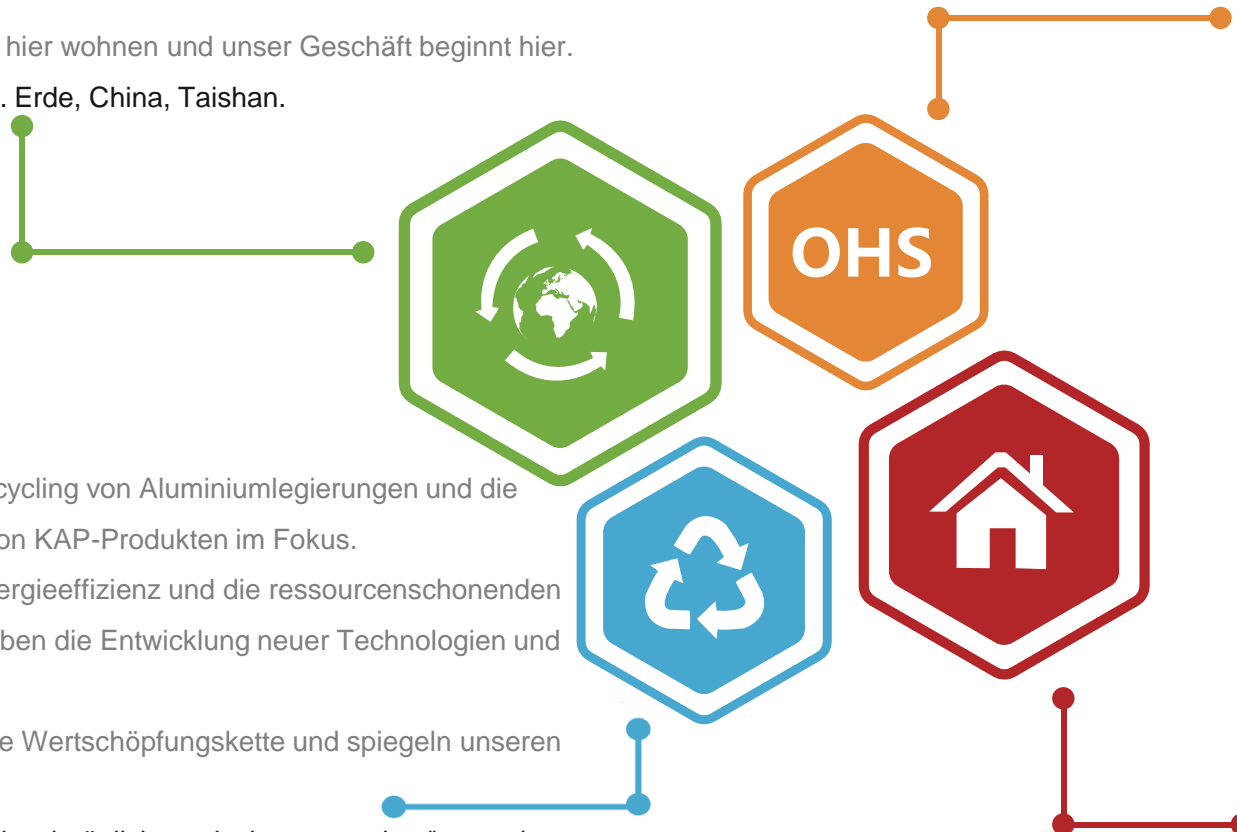 hier wohnen und unser Geschäft beginnt hier.
. Erde, China, Taishan.
OHS
cycling von Aluminiumlegierungen und die
on KAP-Produkten im Fokus.
ergieeffizienz und die ressourcenschonenden
ben die Entwicklung neuer Technologien und
e Wertschöpfungskette und spiegeln unseren